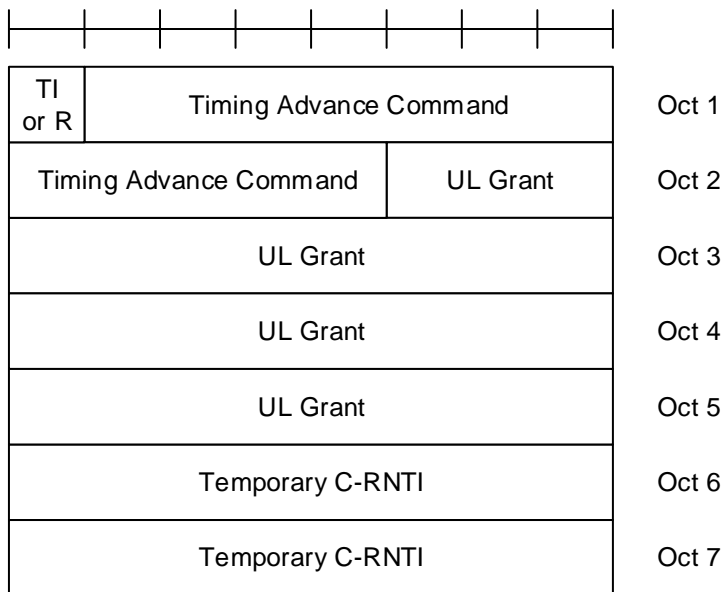 TI
or R
Timing Advance Command
Oct 1
Timing Advance Command
UL Grant
Oct 2
UL Grant
Oct 3
UL Grant
Oct 4
UL Grant
Oct 5
Temporary C-RNTI
Oct 6
Temporary C-RNTI
Oct 7